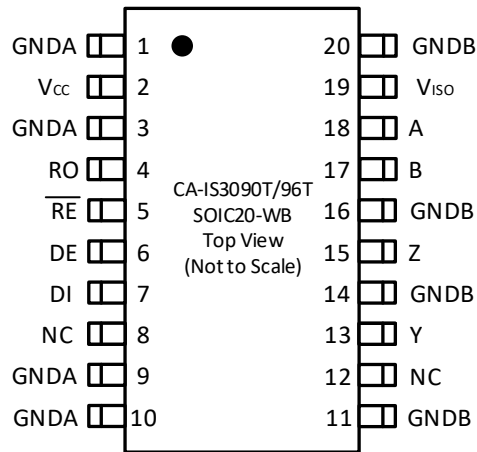 GNDA 1 20 GNDB
Vcc 2 19 VISO
GNDA 3 18 A
RO 4 17 B
CA-IS3090T/96T
SOIC20-WB
Top View
(Not to Scale)
RE 5 16 GNDB
DE 6 15 Z
DI 7 14 GNDB
NC 8 13 Y
GNDA 9 12 NC
GNDA 10 11 GNDB